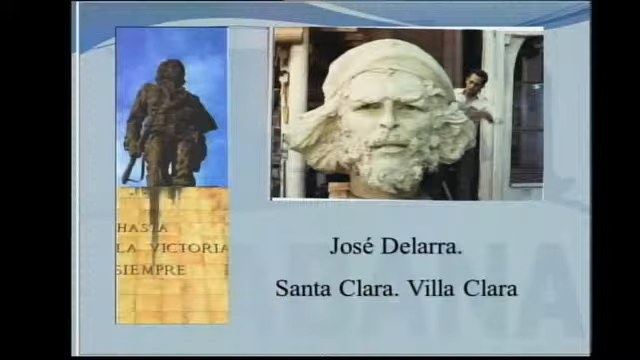 HASTA
LA VICTORIA
SIEMPRE
José Delarra.
Santa Clara. Villa Clara